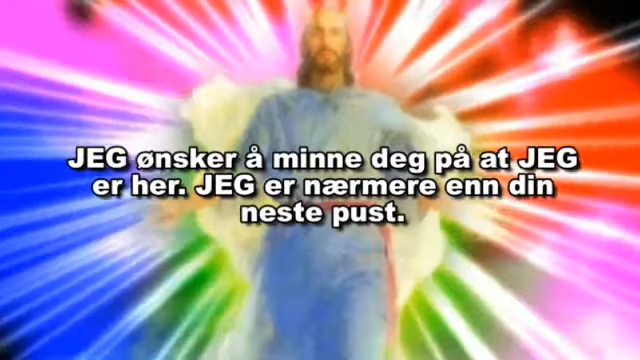 JEG ønsker å minne deg på at JEG
er her. JEG er nærmere enn din
neste pust.